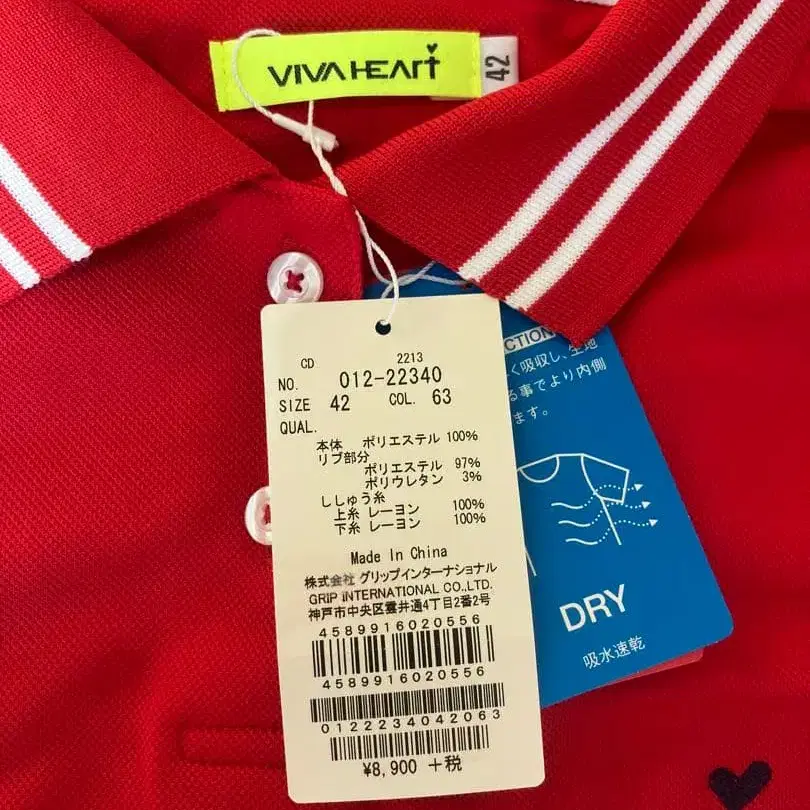 VIVA HEART
42
CD 2213
NO. 012-22340
SIZE 42 COL. 63
QUAL.
本体 ポリエステル 100%
リブ部分
ポリエステル 97%
ポリウレタン 3%
ししゅう糸
上糸 レーヨン 100%
下糸 レーヨン 100%
Made In China
株式会社 グリップインターナショナル
GRIP INTERNATIONAL CO.,LTD.
神戸市中央区雲井通4丁目2番2号
4589916020556
4589916020556
0122234042063
¥8,900 +税
CTION
く吸収し、生地
る事でより内側
ます。
DRY
吸水速乾